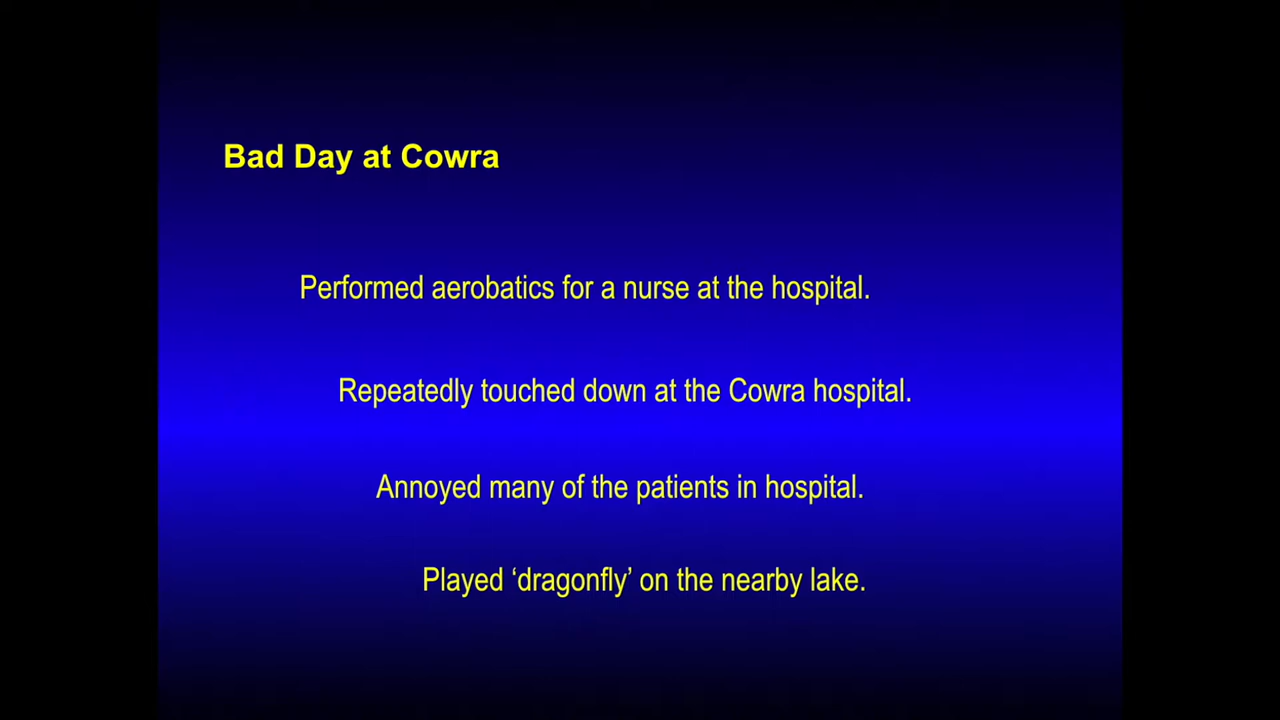 Bad Day at Cowra
Performed aerobatics for a nurse at the hospital.
Repeatedly touched down at the Cowra hospital.
Annoyed many of the patients in hospital.
Played ‘dragonfly’ on the nearby lake.